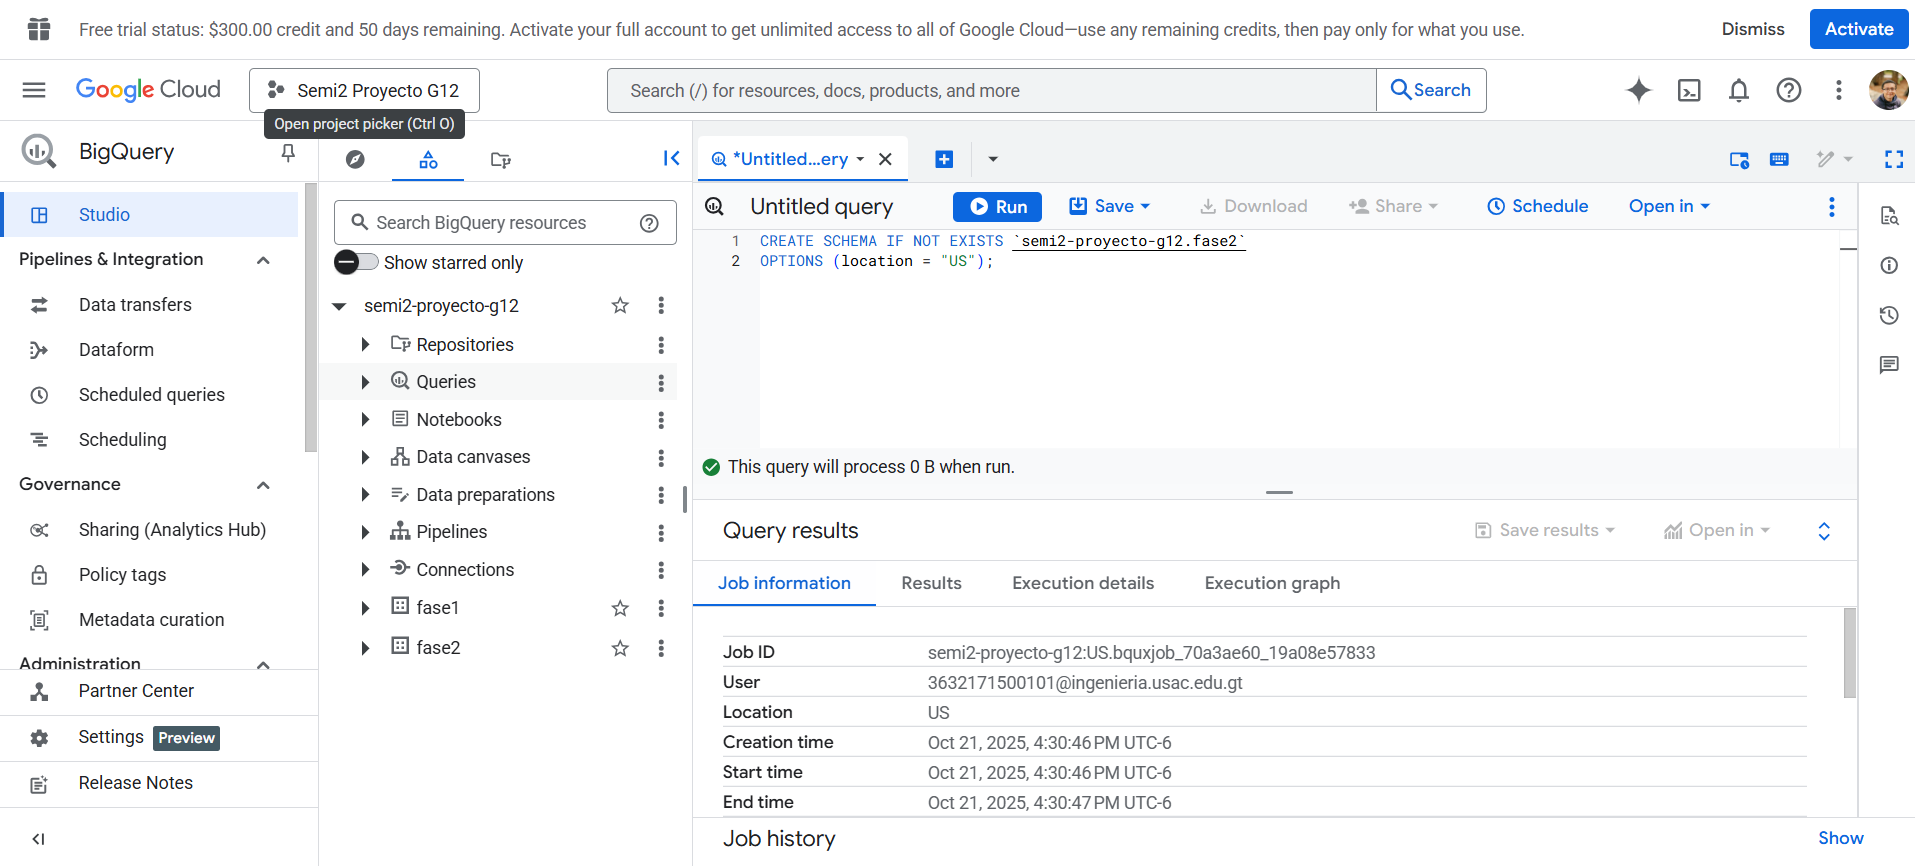 Free trial status: $300.00 credit and 50 days remaining. Activate your full account to get unlimited access to all of Google Cloud—use any remaining credits, then pay only for what you use.
Dismiss
Activate
Google Cloud
Semi2 Proyecto G12
Search (/) for resources, docs, products, and more
Search
Open project picker (Ctrl O)
BigQuery
Studio
Pipelines & Integration
Data transfers
Dataform
Scheduled queries
Scheduling
Governance
Sharing (Analytics Hub)
Policy tags
Metadata curation
Administration
Partner Center
Settings Preview
Release Notes
Search BigQuery resources
Show starred only
semi2-proyecto-g12
Repositories
Queries
Notebooks
Data canvases
Data preparations
Pipelines
Connections
fase1
fase2
*Untitled...ery
Untitled query
Run
Save
Download
Share
Schedule
Open in
1 CREATE SCHEMA IF NOT EXISTS `semi2-proyecto-g12.fase2`
2 OPTIONS (location = "US");
This query will process 0 B when run.
Query results
Save results
Open in
Job information
Results
Execution details
Execution graph
Job ID semi2-proyecto-g12:US.bquxjob_70a3ae60_19a08e57833
User 3632171500101@ingenieria.usac.edu.gt
Location US
Creation time Oct 21, 2025, 4:30:46 PM UTC-6
Start time Oct 21, 2025, 4:30:46 PM UTC-6
End time Oct 21, 2025, 4:30:47 PM UTC-6
Job history
Show